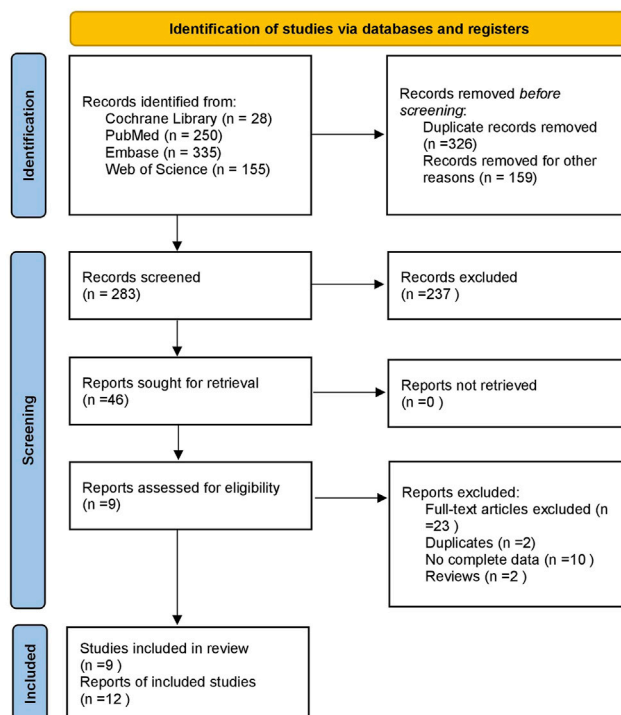 Identification of studies via databases and registers
Identification
Records identified from:
Cochrane Library (n = 28)
PubMed (n = 250)
Embase (n = 335)
Web of Science (n = 155)
Records removed before
screening:
Duplicate records removed
(n =326)
Records removed for other
reasons (n = 159)
Screening
Records screened
(n = 283)
Records excluded
(n =237 )
Reports sought for retrieval
(n =46)
Reports not retrieved
(n =0 )
Reports assessed for eligibility
(n =9)
Reports excluded:
Full-text articles excluded (n
=23 )
Duplicates (n =2)
No complete data (n =10 )
Reviews (n =2 )
Included
Studies included in review
(n =9 )
Reports of included studies
(n =12 )